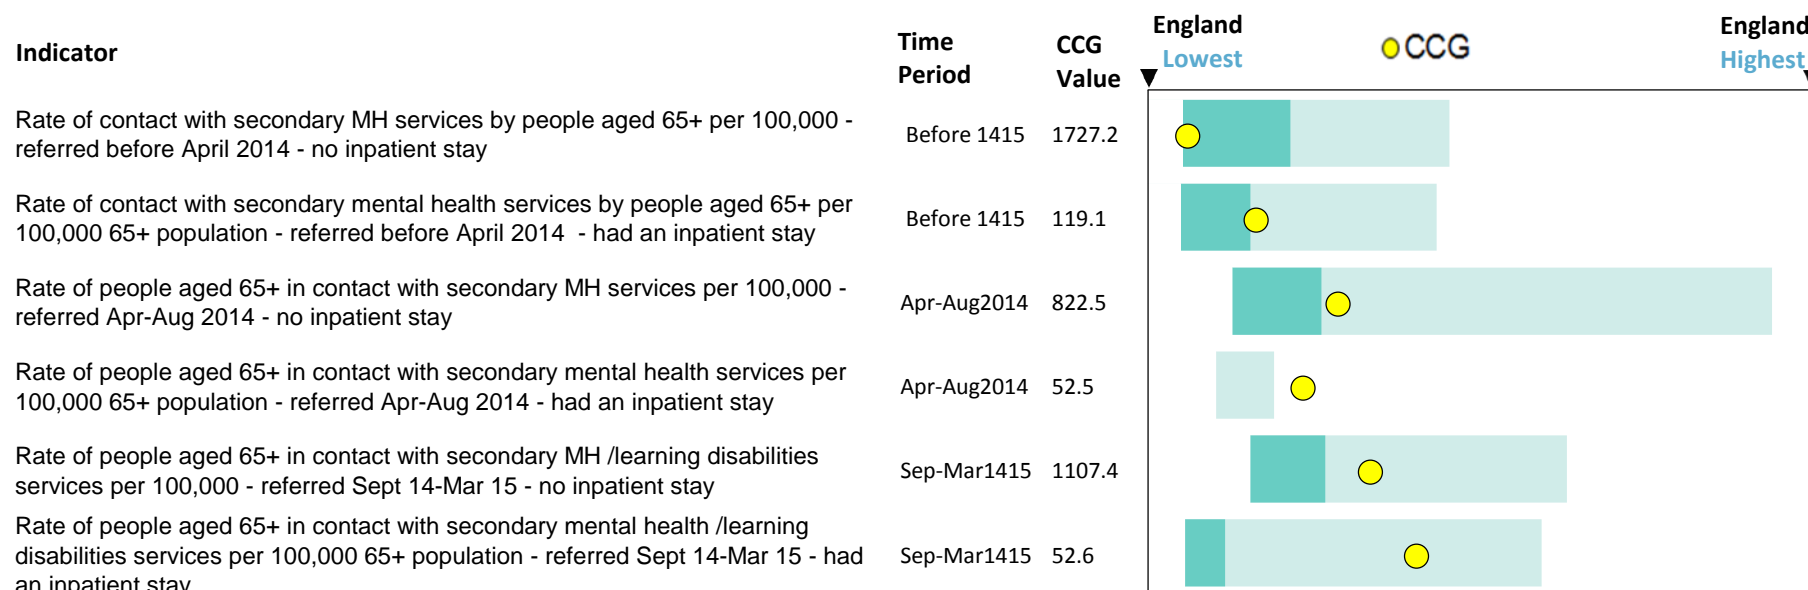 Indicator
Time Period
CCG Value
England Lowest
CCG
England Highest
Rate of contact with secondary MH services by people aged 65+ per 100,000 -
referred before April 2014 - no inpatient stay
Before 1415 1727.2
Rate of contact with secondary mental health services by people aged 65+ per
100,000 65+ population - referred before April 2014 - had an inpatient stay
Before 1415 119.1
Rate of people aged 65+ in contact with secondary MH services per 100,000 -
referred Apr-Aug 2014 - no inpatient stay
Apr-Aug2014 822.5
Rate of people aged 65+ in contact with secondary mental health services per
100,000 65+ population - referred Apr-Aug 2014 - had an inpatient stay
Apr-Aug2014 52.5
Rate of people aged 65+ in contact with secondary MH /learning disabilities
services per 100,000 - referred Sept 14-Mar 15 - no inpatient stay
Sep-Mar1415 1107.4
Rate of people aged 65+ in contact with secondary mental health /learning
disabilities services per 100,000 65+ population - referred Sept 14-Mar 15 - had
an inpatient stay
Sep-Mar1415 52.6